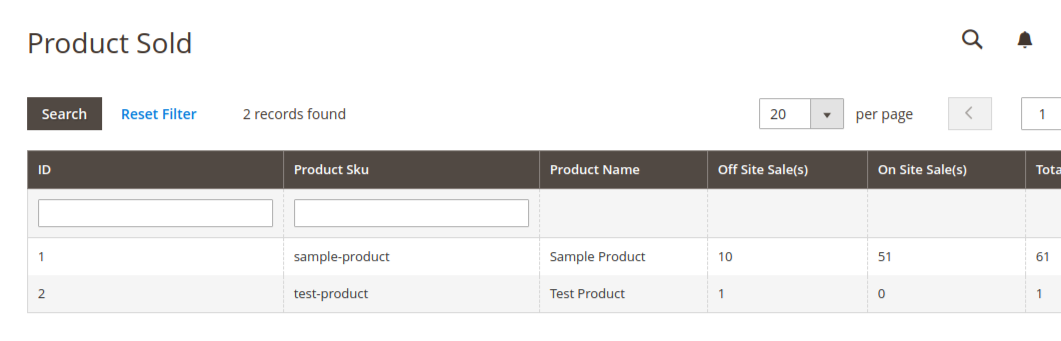 Product Sold
Search Reset Filter 2 records found 20 per page 1
ID Product Sku Product Name Off Site Sale(s) On Site Sale(s)
1 sample-product Sample Product 10 51 61
2 test-product Test Product 1 0 1